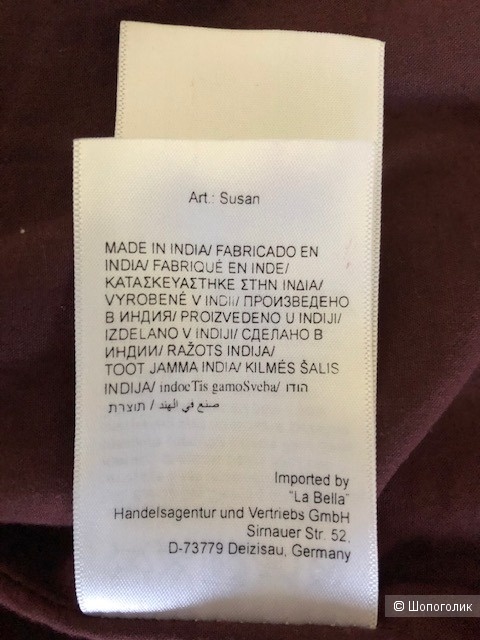 Art.: Susan
MADE IN INDIA/ FABRICADO EN
INDIA/ FABRIQUÉ EN INDE/
ΚΑΤΑΣΚΕΥΑΣΤΗΚΕ ΣΤΗΝ ΙΝΔΙΑ/
VYROBENÉ V INDII/ ПРОИЗВЕДЕНО
В ИНДИЯ/ PROIZVEDENO U INDIJI/
IZDELANO V INDIJI/ СДЕЛАНО В
ИНДИИ/ RAŽOTS INDIJA/
TOOT JAMMA INDIA/ KILMĖS ŠALIS
INDIJA/ indoeTis gamoSveba/ הודו
תוצרת / صنع في الهند
Imported by
"La Bella"
Handelsagentur und Vertriebs GmbH
Sirnauer Str. 52,
D-73779 Deizisau, Germany
© Шопоголик